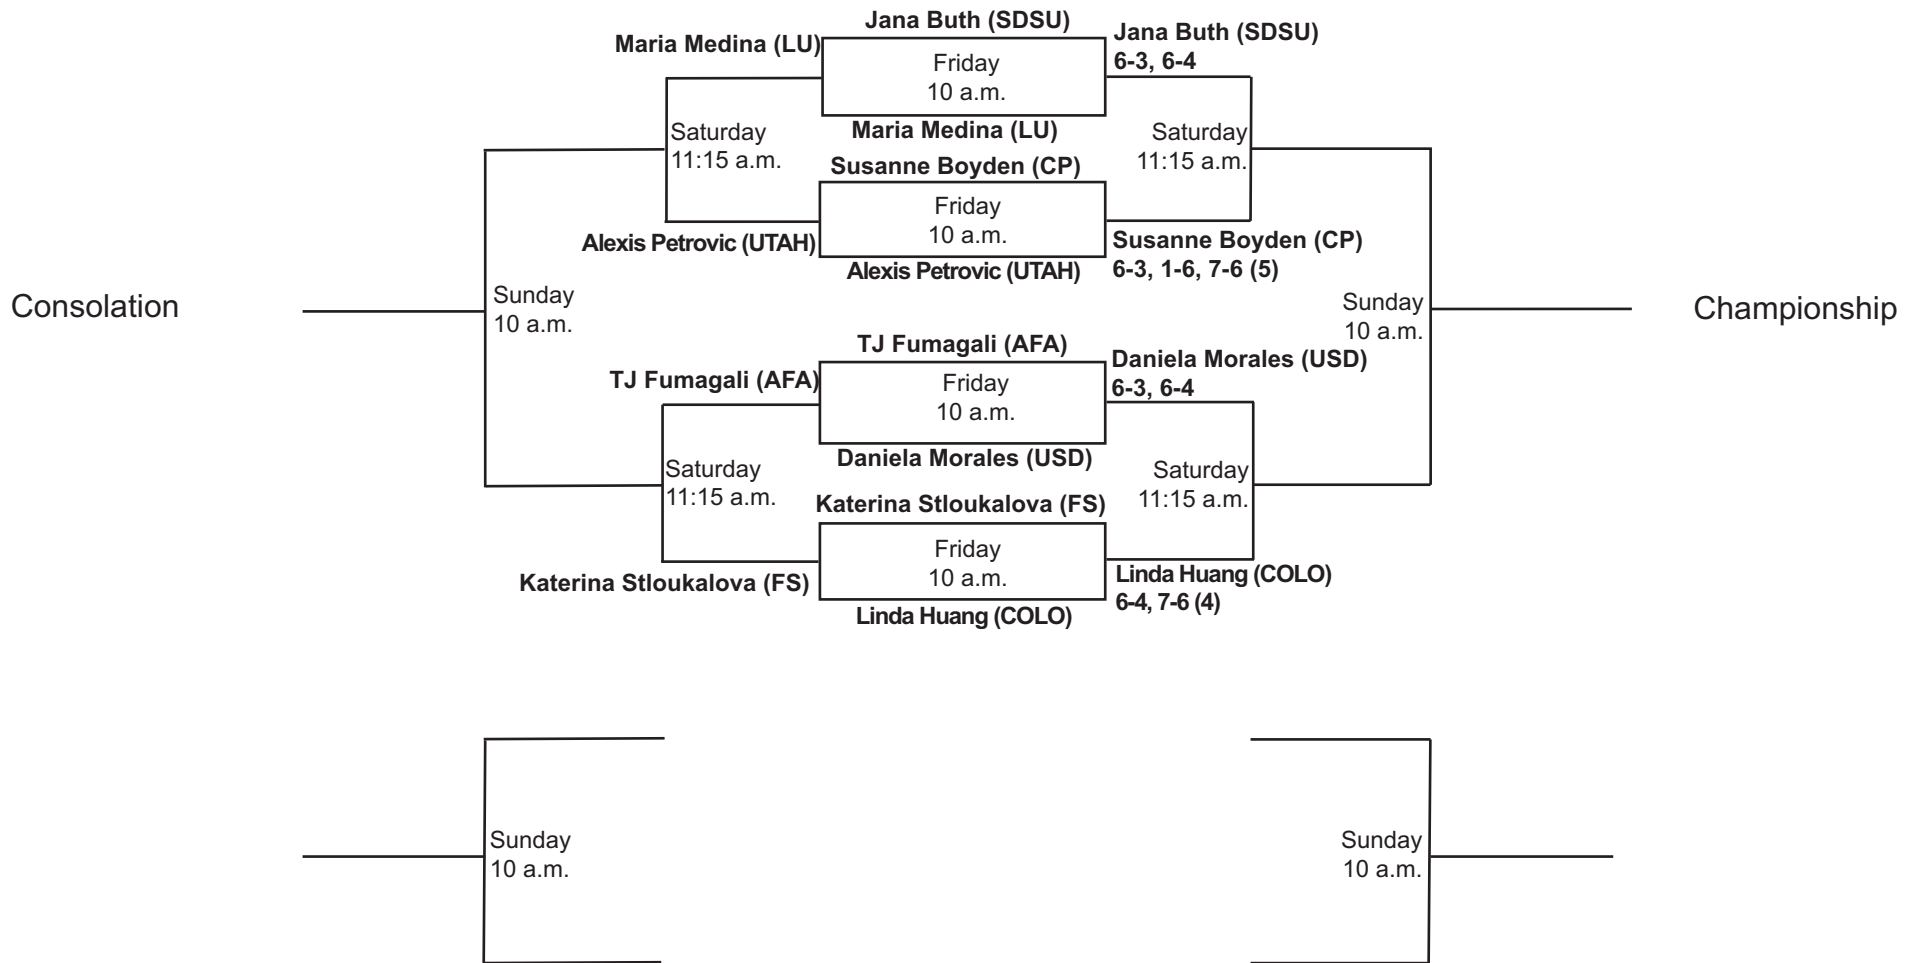 Jana Buth (SDSU)
Maria Medina (LU)
Jana Buth (SDSU)
6-3, 6-4
Friday
10 a.m.
Maria Medina (LU)
Saturday
11:15 a.m.
Saturday
11:15 a.m.
Susanne Boyden (CP)
Friday
10 a.m.
Alexis Petrovic (UTAH)
Alexis Petrovic (UTAH)
Susanne Boyden (CP)
6-3, 1-6, 7-6 (5)
Consolation
Sunday
10 a.m.
Sunday
10 a.m.
Championship
TJ Fumagali (AFA)
TJ Fumagali (AFA)
Daniela Morales (USD)
6-3, 6-4
Friday
10 a.m.
Daniela Morales (USD)
Saturday
11:15 a.m.
Saturday
11:15 a.m.
Katerina Stloukalova (FS)
Friday
10 a.m.
Katerina Stloukalova (FS)
Linda Huang (COLO)
6-4, 7-6 (4)
Linda Huang (COLO)
Sunday
10 a.m.
Sunday
10 a.m.